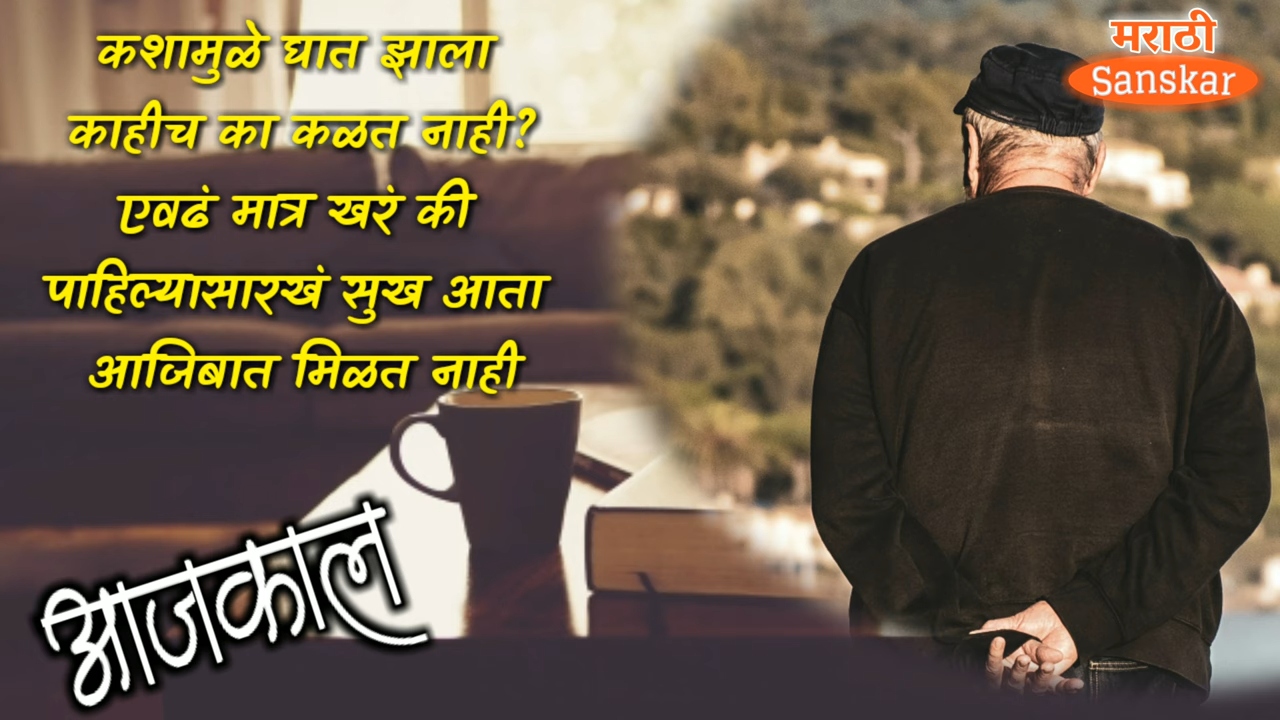 कशामुळे घात झाला
काहीच का कळत नाही?
एवढं मात्र खरं की
पाहिल्यासारखं सुख आता
आजिबात मिळत नाही
आजकाल
मराठी
Sanskar